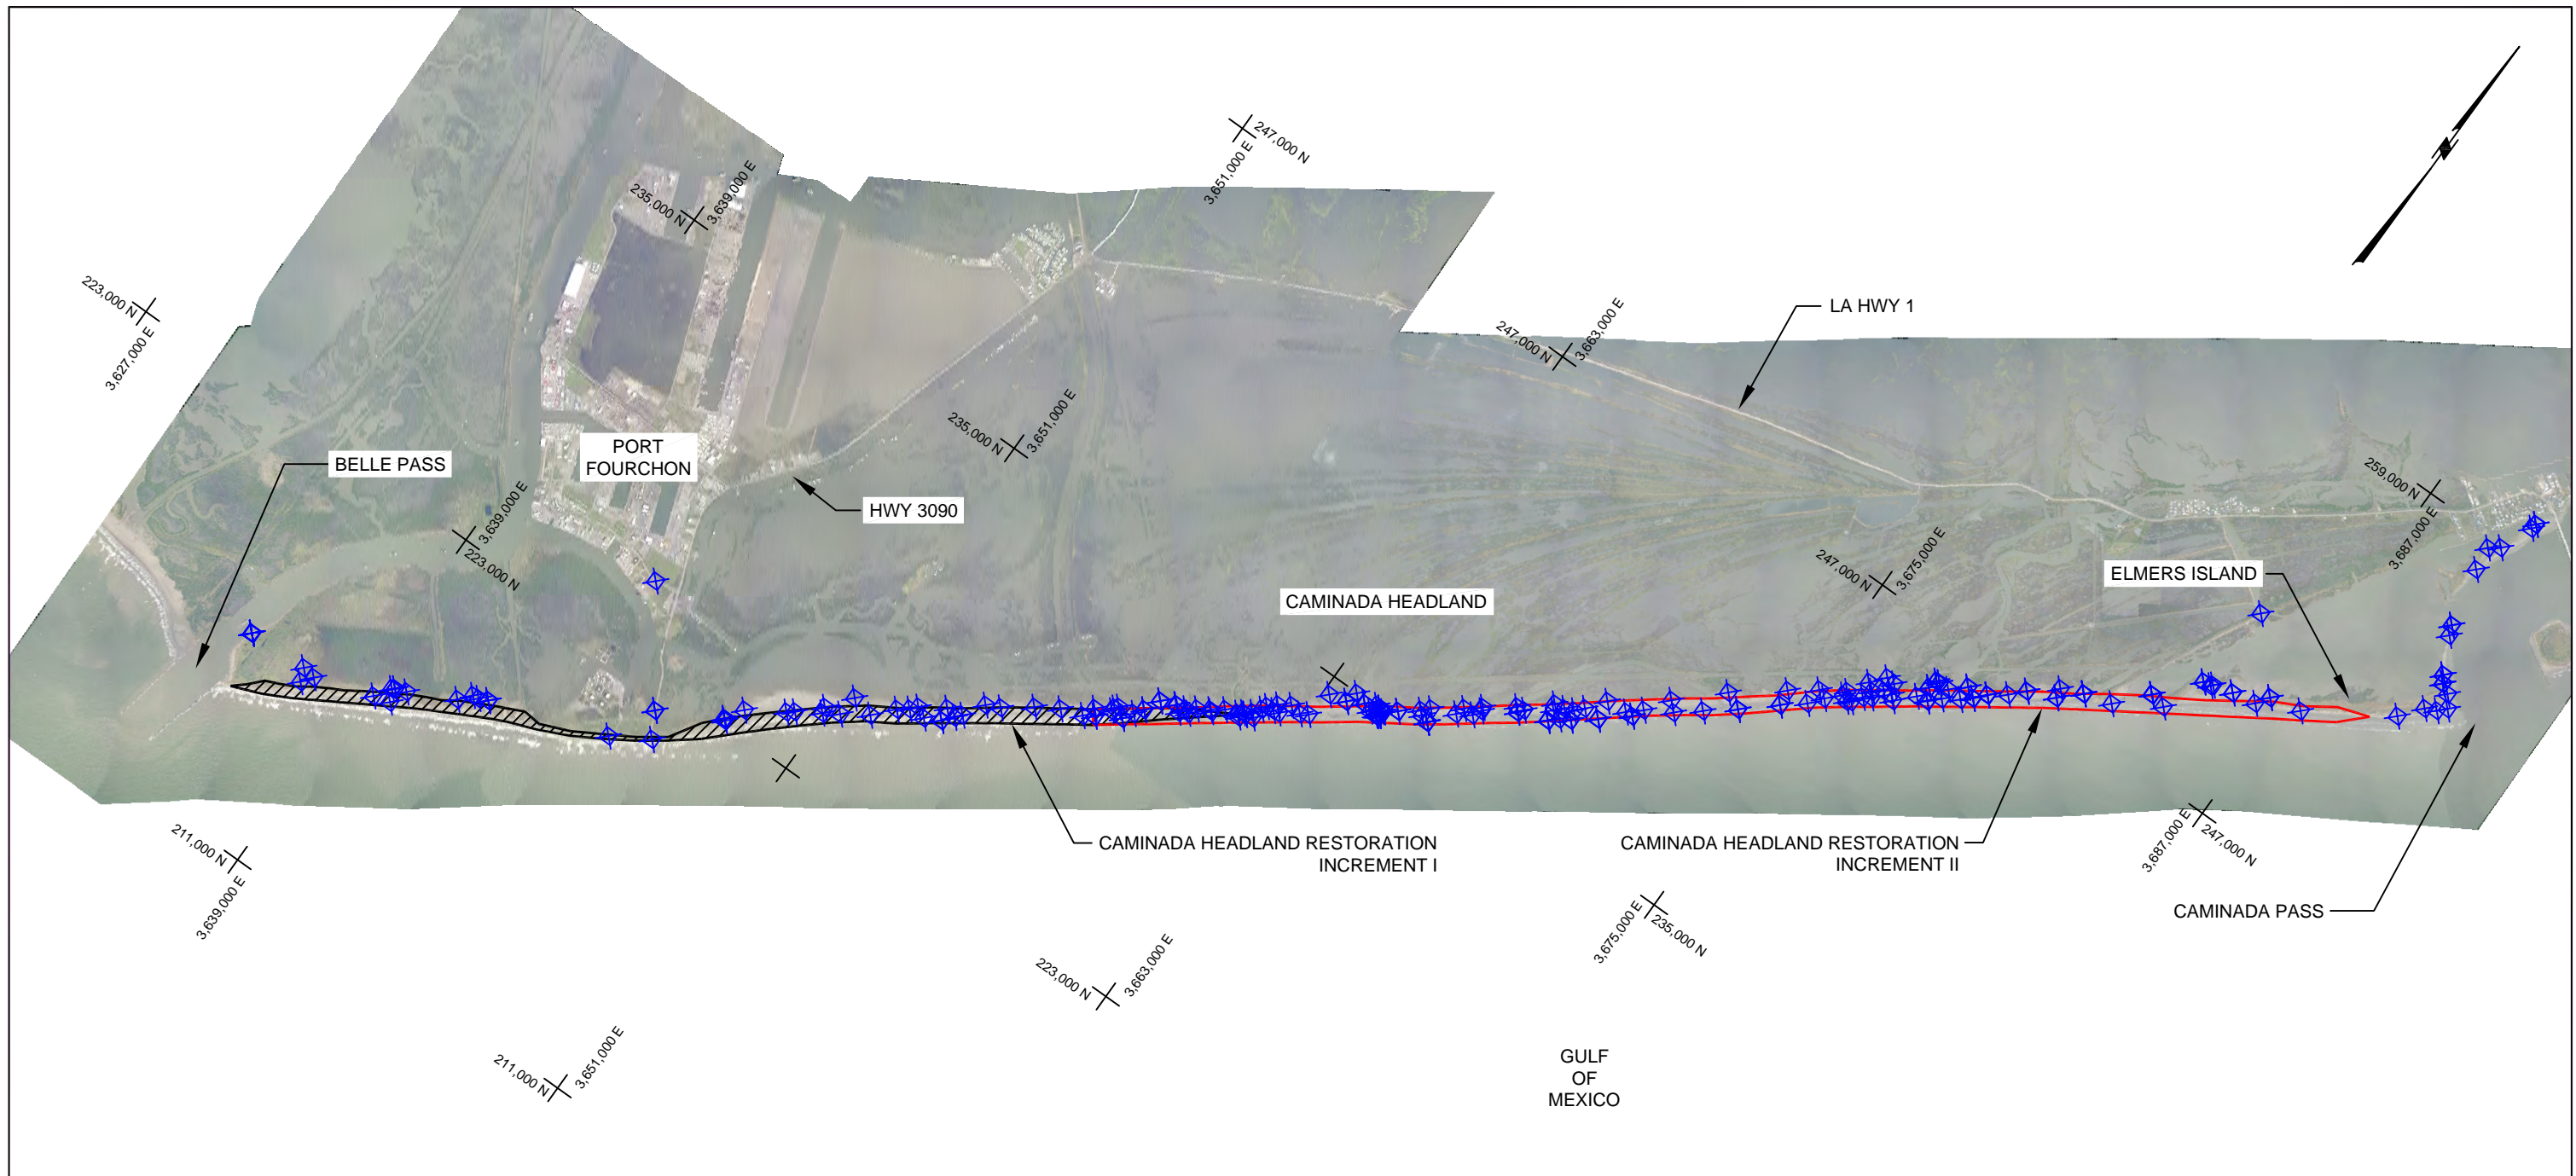 247,000 N
3,651,000 E
235,000 N
3,639,000 E
223,000 N
3,627,000 E
LA HWY 1
247,000 N
3,663,000 E
235,000 N
3,651,000 E
PORT
FOURCHON
BELLE PASS
HWY 3090
3,639,000 E
223,000 N
259,000 N
3,687,000 E
247,000 N
3,675,000 E
ELMERS ISLAND
CAMINADA HEADLAND
211,000 N
3,639,000 E
CAMINADA HEADLAND RESTORATION
INCREMENT I
CAMINADA HEADLAND RESTORATION
INCREMENT II
3,687,000 E
247,000 N
CAMINADA PASS
3,675,000 E
235,000 N
223,000 N
3,663,000 E
211,000 N
3,651,000 E
GULF
OF
MEXICO